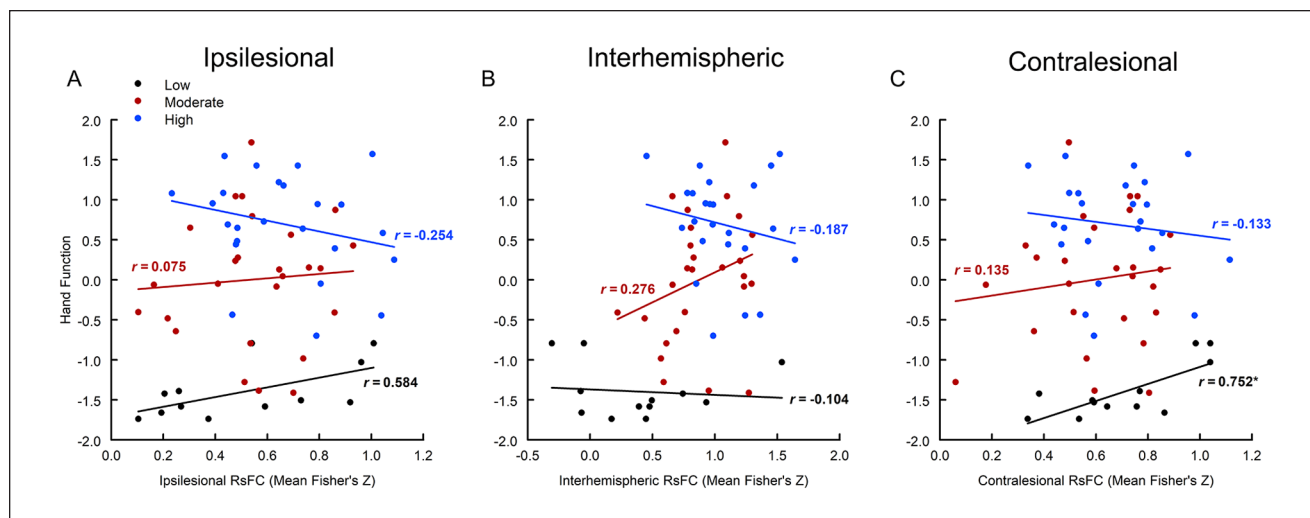 Ipsilesional
Interhemispheric
Contralesional
A
B
C
Low
Moderate
High
Hand Function
2.0
1.5
1.0
0.5
0.0
-0.5
-1.0
-1.5
-2.0
r = -0.254
r = 0.075
r = 0.584
0.0 0.2 0.4 0.6 0.8 1.0 1.2
Ipsilesional RsFC (Mean Fisher's Z)
2.0
1.5
1.0
0.5
0.0
-0.5
-1.0
-1.5
-2.0
r = -0.187
r = 0.276
r = -0.104
-0.5 0.0 0.5 1.0 1.5 2.0
Interhemispheric RsFC (Mean Fisher's Z)
2.0
1.5
1.0
0.5
0.0
-0.5
-1.0
-1.5
-2.0
r = -0.133
r = 0.135
r = 0.752*
0.0 0.2 0.4 0.6 0.8 1.0 1.2
Contralesional RsFC (Mean Fisher's Z)